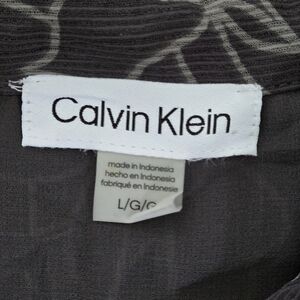 Calvin Klein
made in Indonesia
hecho en Indonesia
fabriqué en Indonésie
L/G/G